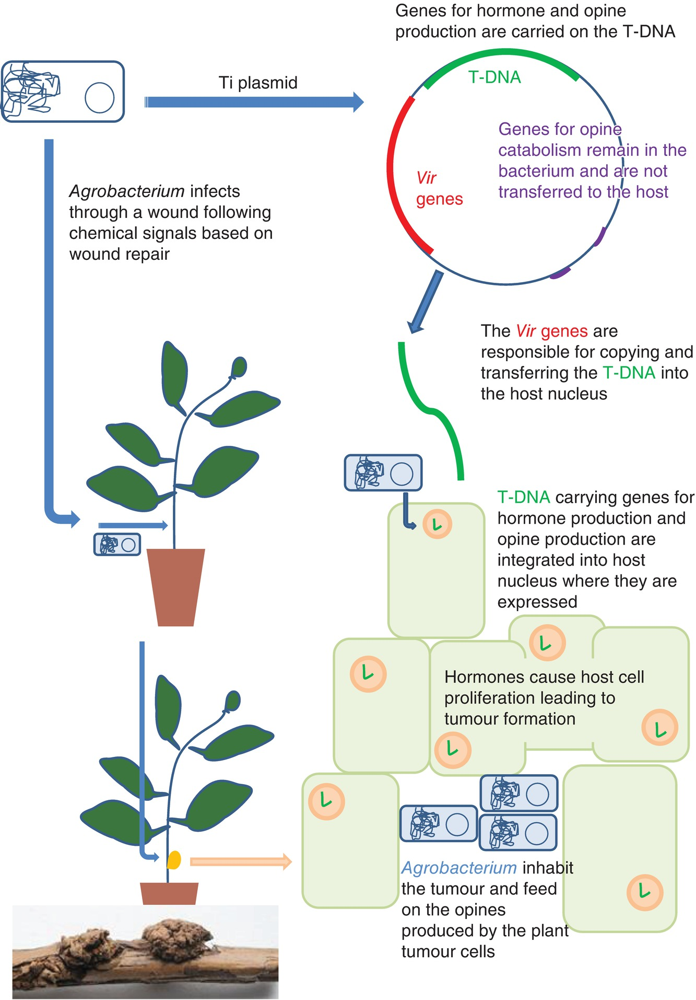 Genes for hormone and opine
production are carried on the T-DNA
Ti plasmid
T-DNA
Genes for opine
catabolism remain in the
bacterium and are not
transferred to the host
Vir
genes
Agrobacterium infects
through a wound following
chemical signals based on
wound repair
The Vir genes are
responsible for copying and
transferring the T-DNA into
the host nucleus
T-DNA carrying genes for
hormone production and
opine production are
integrated into host
nucleus where they are
expressed
Hormones cause host cell
proliferation leading to
tumour formation
Agrobacterium inhabit
the tumour and feed
on the opines
produced by the plant
tumour cells